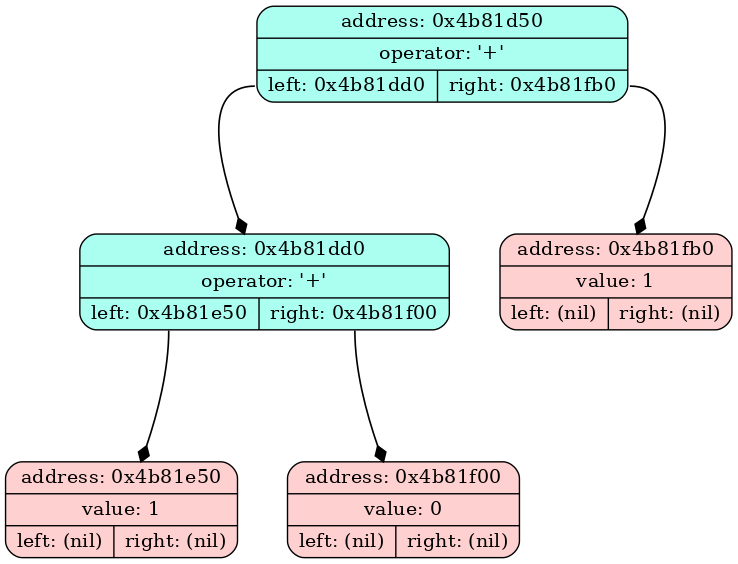 address: 0x4b81d50
operator: '+'
left: 0x4b81dd0 right: 0x4b81fb0
address: 0x4b81dd0
operator: '+'
left: 0x4b81e50 right: 0x4b81f00
address: 0x4b81fb0
value: 1
left: (nil) right: (nil)
address: 0x4b81e50
value: 1
left: (nil) right: (nil)
address: 0x4b81f00
value: 0
left: (nil) right: (nil)